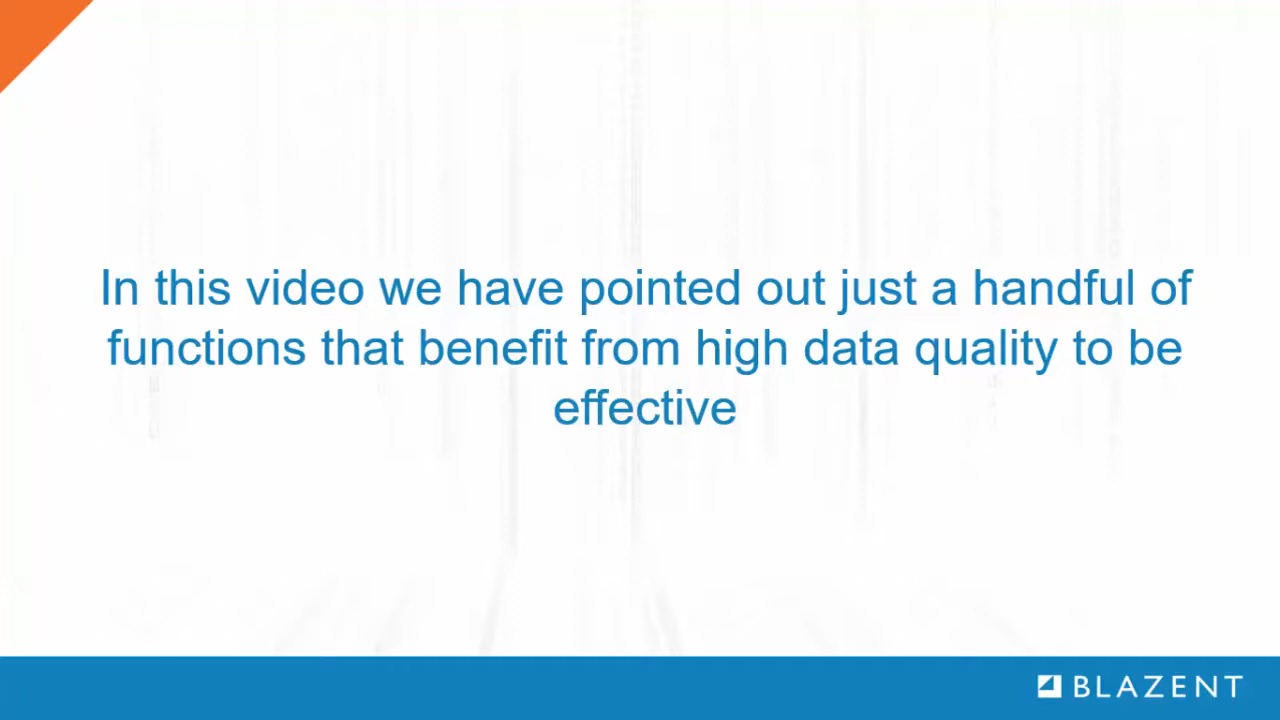 In this video we have pointed out just a handful of
functions that benefit from high data quality to be
effective
BLAZENT